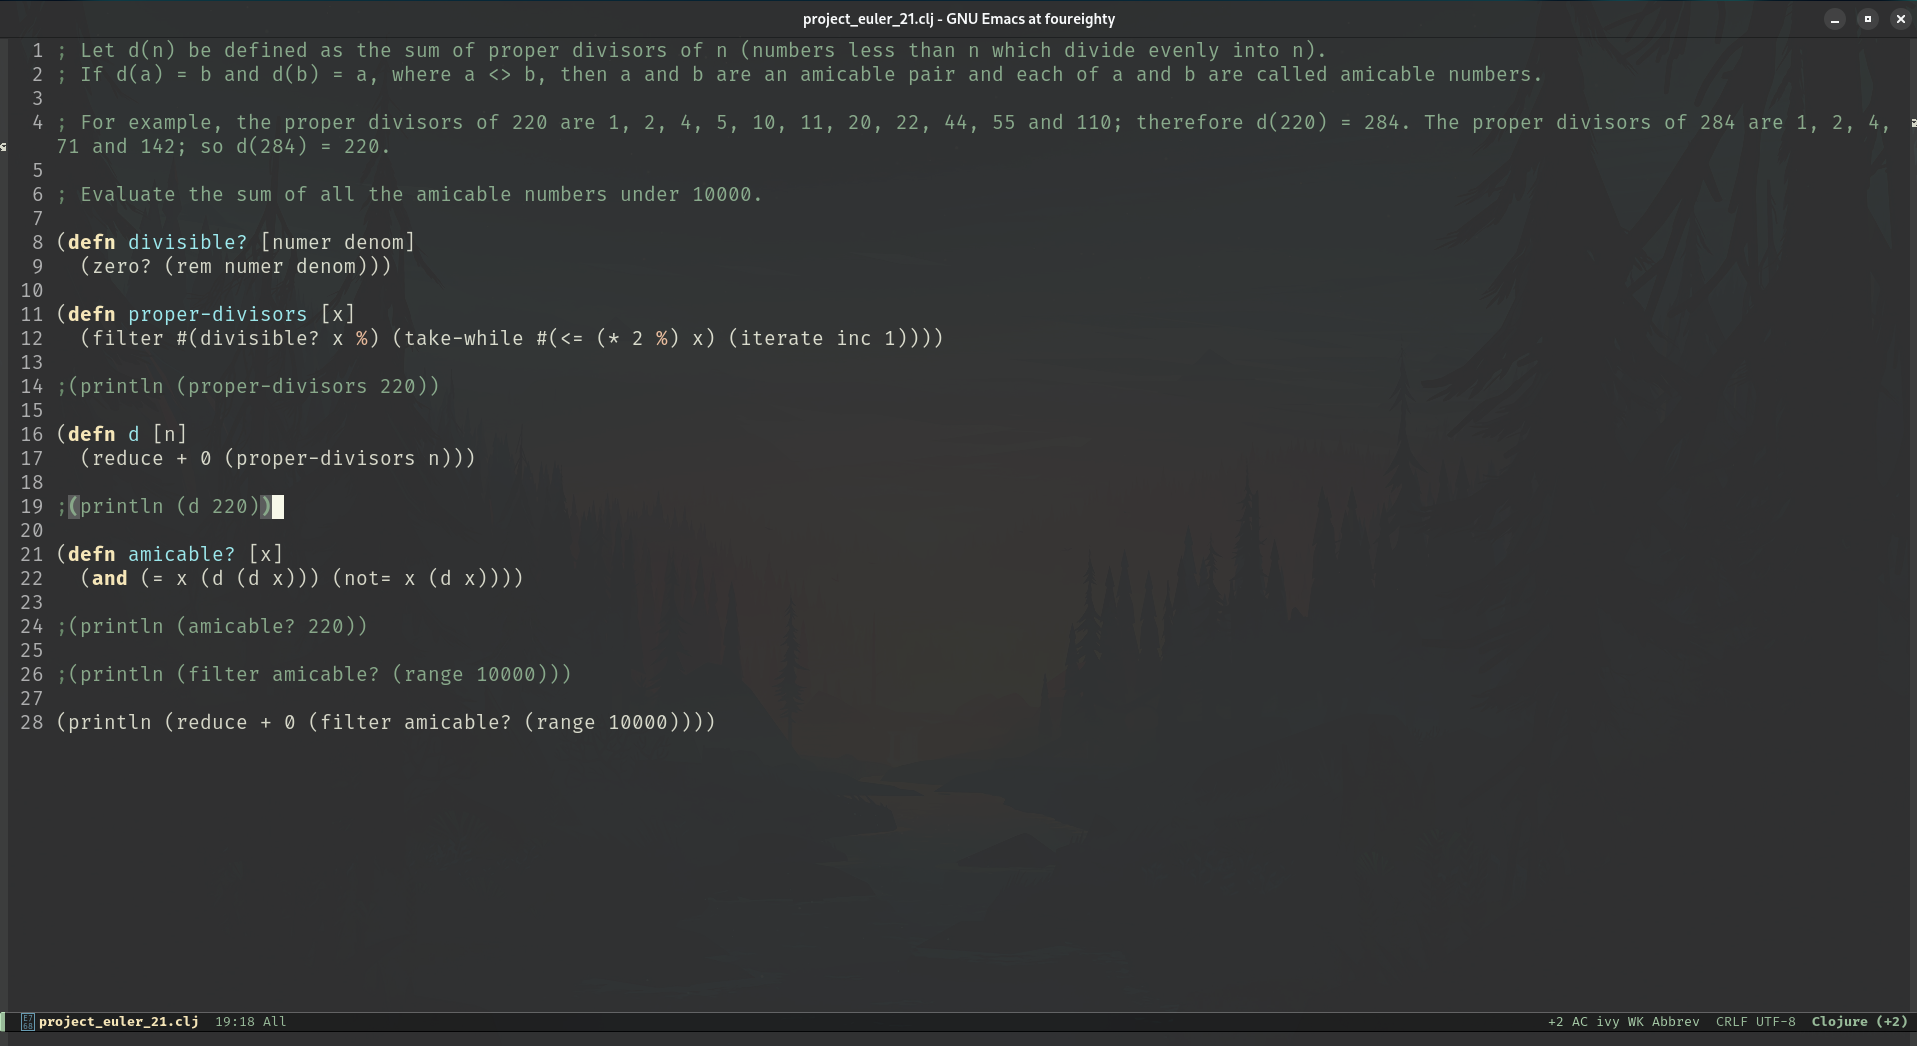 project_euler_21.clj - GNU Emacs at foureighty
1 ; Let d(n) be defined as the sum of proper divisors of n (numbers less than n which divide evenly into n).
2 ; If d(a) = b and d(b) = a, where a <> b, then a and b are an amicable pair and each of a and b are called amicable numbers.
3
4 ; For example, the proper divisors of 220 are 1, 2, 4, 5, 10, 11, 20, 22, 44, 55 and 110; therefore d(220) = 284. The proper divisors of 284 are 1, 2, 4,
71 and 142; so d(284) = 220.
5
6 ; Evaluate the sum of all the amicable numbers under 10000.
7
8 (defn divisible? [numer denom]
9   (zero? (rem numer denom)))
10
11 (defn proper-divisors [x]
12   (filter #(divisible? x %) (take-while #(<= (* 2 %) x) (iterate inc 1))))
13
14 ;(println (proper-divisors 220))
15
16 (defn d [n]
17   (reduce + 0 (proper-divisors n)))
18
19 ;(println (d 220))
20
21 (defn amicable? [x]
22   (and (= x (d (d x))) (not= x (d x))))
23
24 ;(println (amicable? 220))
25
26 ;(println (filter amicable? (range 10000)))
27
28 (println (reduce + 0 (filter amicable? (range 10000))))
project_euler_21.clj 19:18 All +2 AC ivy WK Abbrev CRLF UTF-8 Clojure (+2)